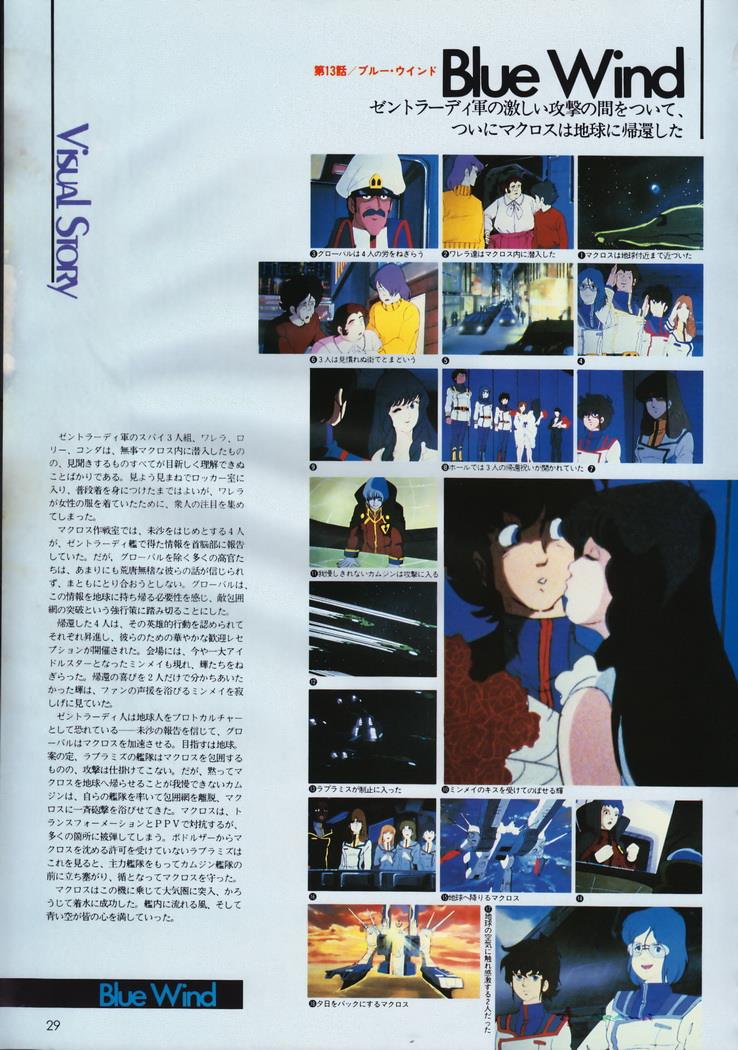 第13話／ブルー・ウインド
Blue Wind
ゼントラーディ軍の激しい攻撃の間をついて、
ついにマクロスは地球に帰還した
Visual Story
❸クローバルは4人の労をねぎらう
❷ワレラ達はマクロス内に潜入した
❶マクロスは地球付近まで近づいた
❻3人は見慣れぬ街でとまどう
❺
❹
❾
❽ホールでは3人の帰還祝いが開かれていた❼
⓫我慢しきれないカムジンは攻撃に入る
⓬
⓭ラプラミスが制止に入った
❿ミンメイのキスを受けてのぼせる輝
⓰
⓯地球へ降りるマクロス
⓮
⓲夕日をバックにするマクロス
⓱地球の空気に触れ感激する2人だった
ゼントラーディ軍のスパイ3人組、ワレラ、ロ
リー、コンダは、無事マクロス内に潜入したもの
の、見聞きするものすべてが目新しく理解できぬ
ことばかりである。見よう見まねでロッカー室に
入り、普段着を身につけたまではよいが、ワレラ
が女性の服を着ていたために、衆人の注目を集め
てしまった。
マクロス作戦室では、未沙をはじめとする4人
が、ゼントラーディ艦で得た情報を首脳部に報告
していた。だが、グローバルを除く多くの高官た
ちは、あまりにも荒唐無稽な彼らの話が信じられ
ず、まともにとり合おうとしない。グローバルは、
この情報を地球に持ち帰る必要性を感じ、敵包囲
網の突破という強行策に踏み切ることにした。
帰還した4人は、その英雄的行動を認められて
それぞれ昇進し、彼らのための華やかな歓迎レセ
プションが開催された。会場には、今や一大アイ
ドルスターとなったミンメイも現れ、輝たちをね
ぎらった。帰還の喜びを2人だけで分かちあいた
かった輝は、ファンの声援を浴びるミンメイを寂
しげに見ていた。
ゼントラーディ人は地球人をプロトカルチャー
として恐れている──未沙の報告を信じて、グロ
ーバルはマクロスを加速させる。目指すは地球。
案の定、ラプラミズの艦隊はマクロスを包囲する
ものの、攻撃は仕掛けてこない。だが、黙ってマ
クロスを地球へ帰らせることが我慢できないカム
ジンは、自らの艦隊を率いて包囲網を離脱、マク
ロスに一斉砲撃を浴びせてきた。マクロスは、ト
ランスフォーメーションとPPVで対抗するが、
多くの箇所に被弾してしまう。ボドルザーからマ
クロスを沈める許可を受けていないラプラミズは
これを見ると、主力艦隊をもってカムジン艦隊の
前に立ち塞がり、循となってマクロスを守った。
マクロスはこの機に乗じて大気圏に突入、かろ
うじて着水に成功した。艦内に流れる風、そして
青い空が皆の心を満していった。
Blue Wind
29